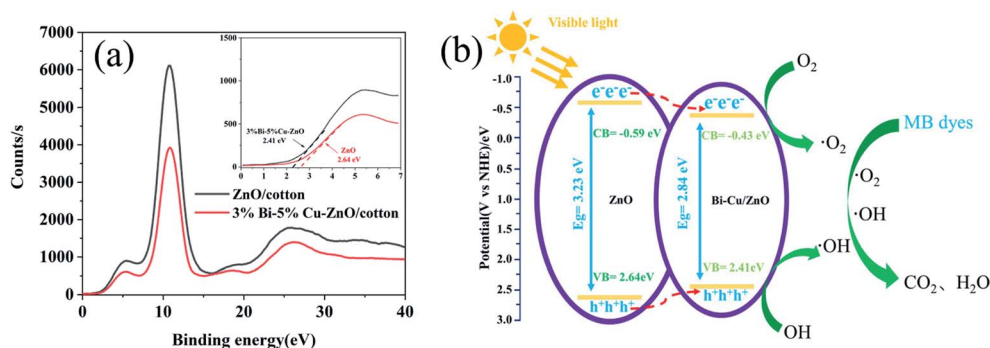 (a)
Counts/s
7000
6000
5000
4000
3000
2000
1000
0
0
10
20
30
40
Binding energy(eV)
ZnO/cotton
3% Bi-5% Cu-ZnO/cotton
1000
500
0
0 1 2 3 4 5 6 7
3%Bi-5%Cu-ZnO
2.41 eV
ZnO
2.64 eV
(b)
Visible light
Potential(V vs NHE)/eV
-1.0
-0.5
0.0
0.5
1.0
1.5
2.0
2.5
3.0
e⁻e⁻e⁻
CB= -0.59 eV
Eg= 3.23 eV
ZnO
VB= 2.64eV
h⁺h⁺h⁺
e⁻e⁻e⁻
CB= -0.43 eV
Eg= 2.84 eV
Bi-Cu/ZnO
VB= 2.41eV
h⁺h⁺h⁺
O₂
·O₂
·OH
OH
MB dyes
·O₂
·OH
CO₂、H₂O